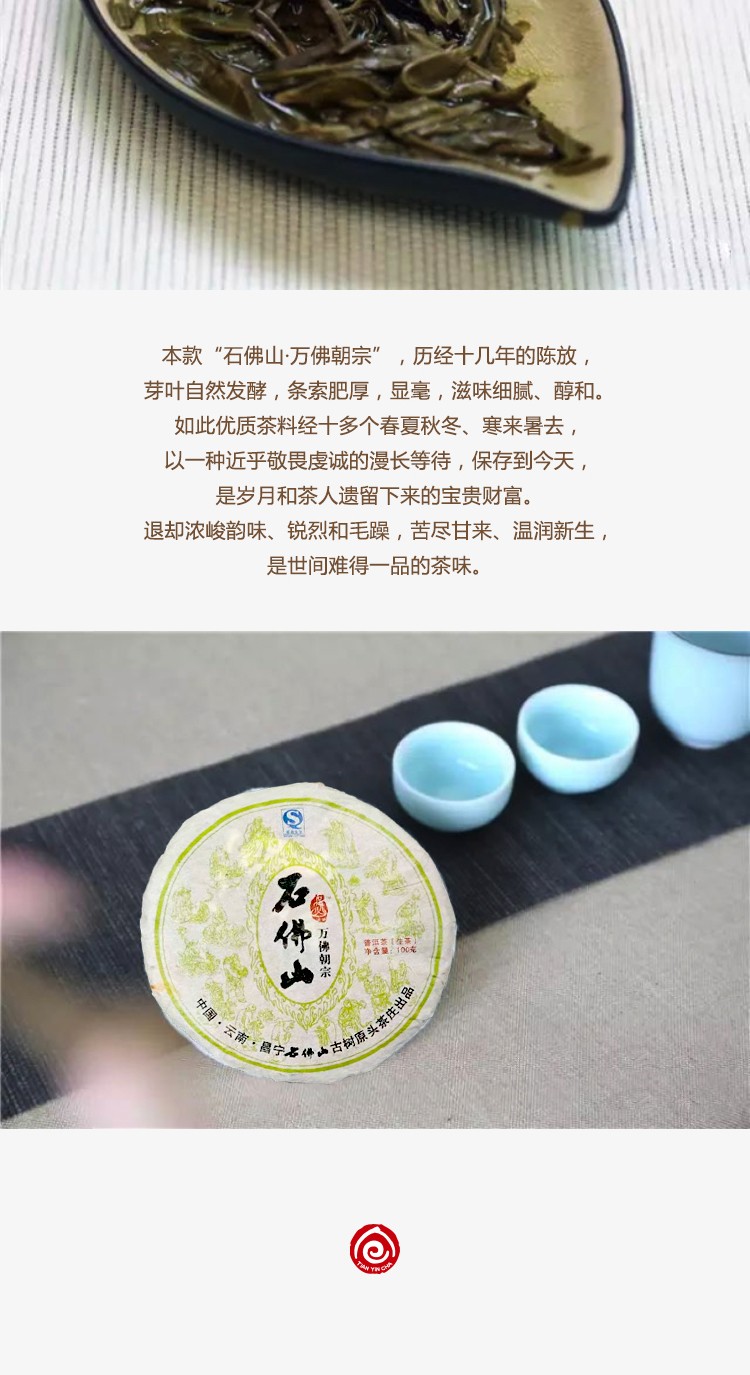 本款“石佛山·万佛朝宗”，历经十几年的陈放，
芽叶自然发酵，条索肥厚，显毫，滋味细腻、醇和。
如此优质茶料经十多个春夏秋冬、寒来暑去，
以一种近乎敬畏虔诚的漫长等待，保存到今天，
是岁月和茶人遗留下来的宝贵财富。
退却浓峻韵味、锐烈和毛躁，苦尽甘来、温润新生，
是世间难得一品的茶味。
石佛山
万佛朝宗
普洱茶（生茶）
净含量：100克
中国·云南·昌宁石佛山古树原头茶庄出品
TIAN YIN CHA